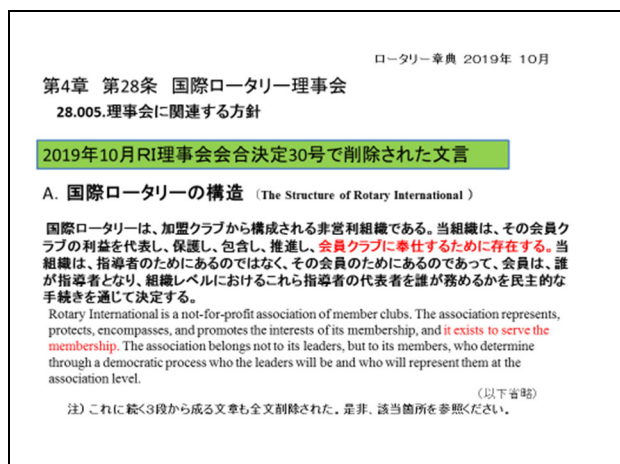 ロータリー章典 2019年 10月
第4章 第28条 国際ロータリー理事会
28.005.理事会に関連する方針
2019年10月RI理事会会合決定30号で削除された文言
A. 国際ロータリーの構造 （The Structure of Rotary International ）
国際ロータリーは、加盟クラブから構成される非営利組織である。当組織は、その会員ク
ラブの利益を代表し、保護し、包含し、推進し、会員クラブに奉仕するために存在する。当
組織は、指導者のためにあるのではなく、その会員のためにあるのであって、会員は、誰
が指導者となり、組織レベルにおけるこれら指導者の代表者を誰が務めるかを民主的な
手続きを通じて決定する。
Rotary International is a not-for-profit association of member clubs. The association represents,
protects, encompasses, and promotes the interests of its membership, and it exists to serve the
membership. The association belongs not to its leaders, but to its members, who determine
through a democratic process who the leaders will be and who will represent them at the
association level.
（以下省略）
注）これに続く３段から成る文章も全文削除された。是非、該当箇所を参照ください。